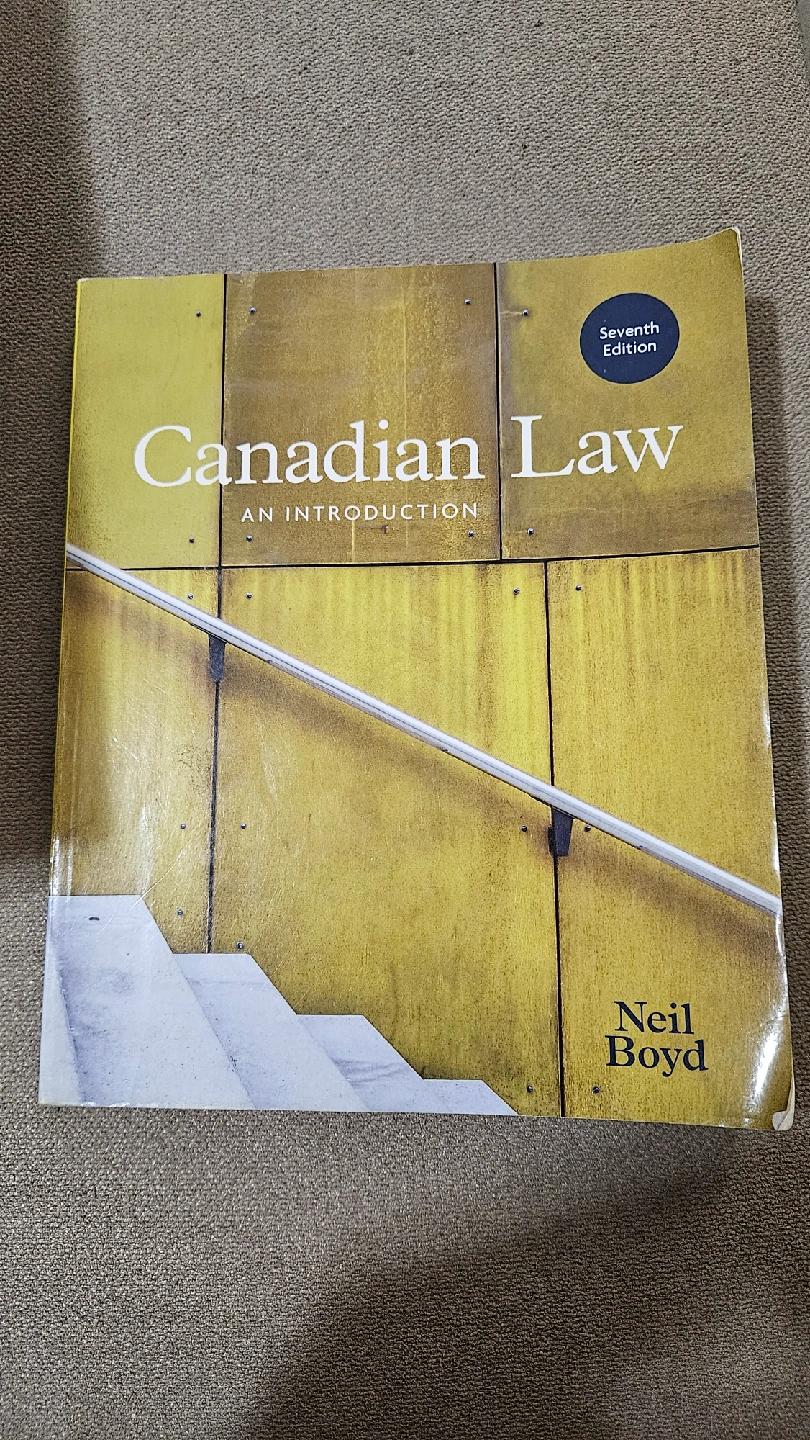 Seventh
Edition
Canadian Law
AN INTRODUCTION
Neil
Boyd